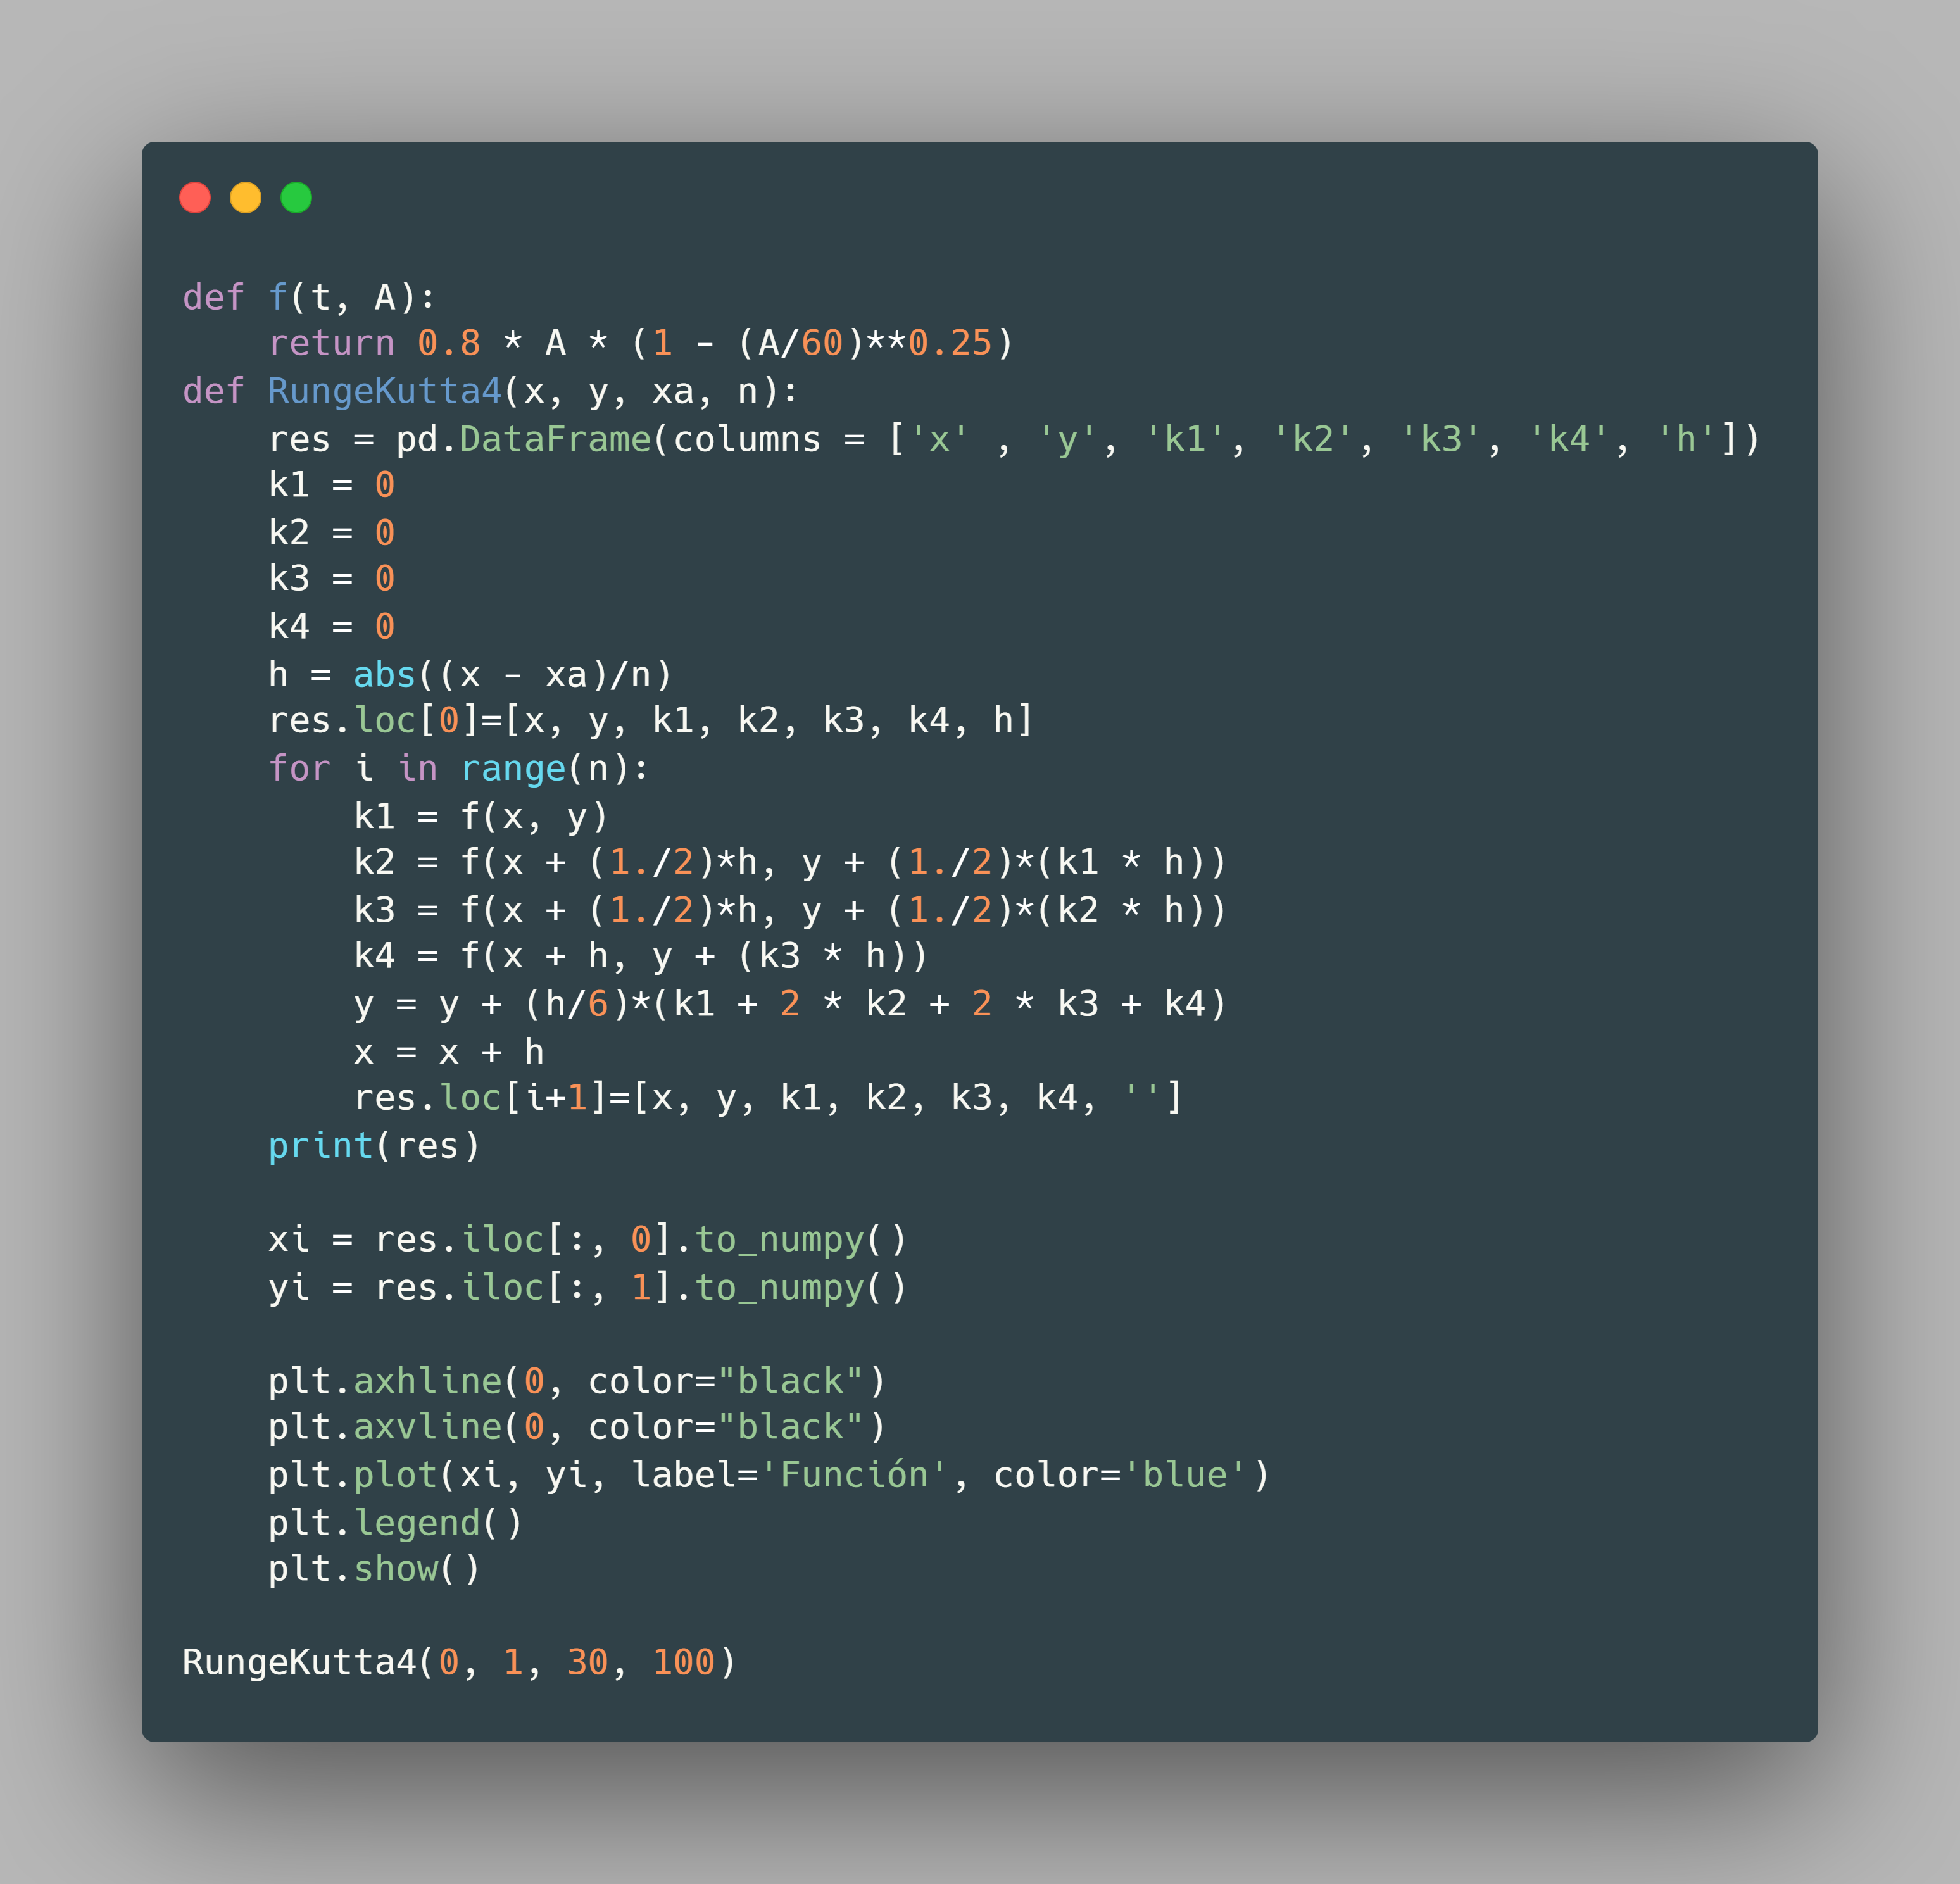 def f(t, A):
    return 0.8 * A * (1 - (A/60)**0.25)
def RungeKutta4(x, y, xa, n):
    res = pd.DataFrame(columns = ['x' , 'y', 'k1', 'k2', 'k3', 'k4', 'h'])
    k1 = 0
    k2 = 0
    k3 = 0
    k4 = 0
    h = abs((x - xa)/n)
    res.loc[0]=[x, y, k1, k2, k3, k4, h]
    for i in range(n):
        k1 = f(x, y)
        k2 = f(x + (1./2)*h, y + (1./2)*(k1 * h))
        k3 = f(x + (1./2)*h, y + (1./2)*(k2 * h))
        k4 = f(x + h, y + (k3 * h))
        y = y + (h/6)*(k1 + 2 * k2 + 2 * k3 + k4)
        x = x + h
        res.loc[i+1]=[x, y, k1, k2, k3, k4, '']
    print(res)

    xi = res.iloc[:, 0].to_numpy()
    yi = res.iloc[:, 1].to_numpy()

    plt.axhline(0, color="black")
    plt.axvline(0, color="black")
    plt.plot(xi, yi, label='Función', color='blue')
    plt.legend()
    plt.show()

RungeKutta4(0, 1, 30, 100)